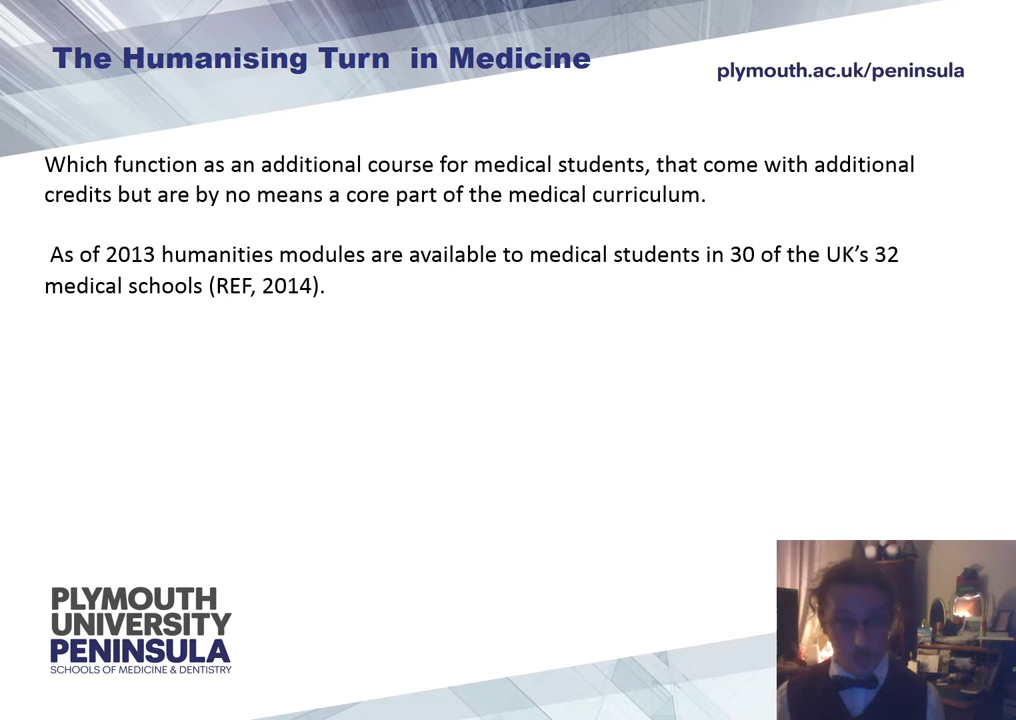 The Humanising Turn  in Medicine
plymouth.ac.uk/peninsula
Which function as an additional course for medical students, that come with additional
credits but are by no means a core part of the medical curriculum.
As of 2013 humanities modules are available to medical students in 30 of the UK’s 32
medical schools (REF, 2014).
PLYMOUTH
UNIVERSITY
PENINSULA
SCHOOLS OF MEDICINE & DENTISTRY